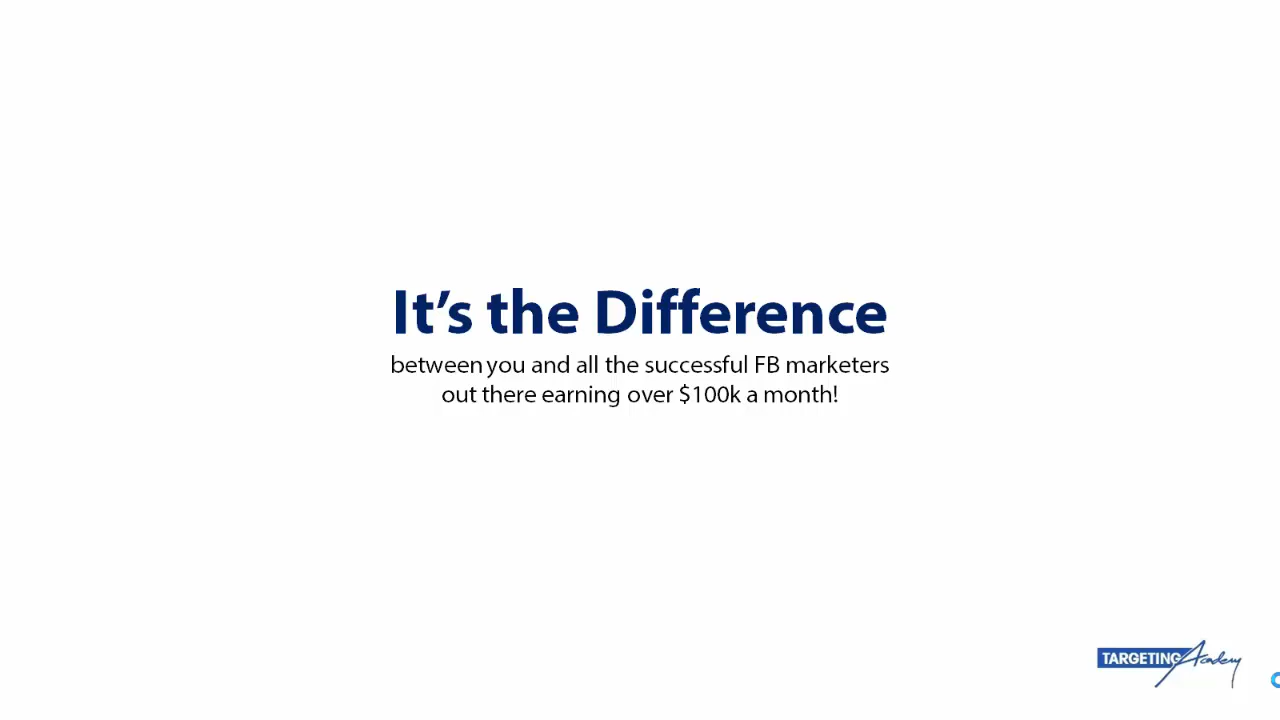 It's the Difference
between you and all the successful FB marketers
out there earning over $100k a month!
TARGETING Academy